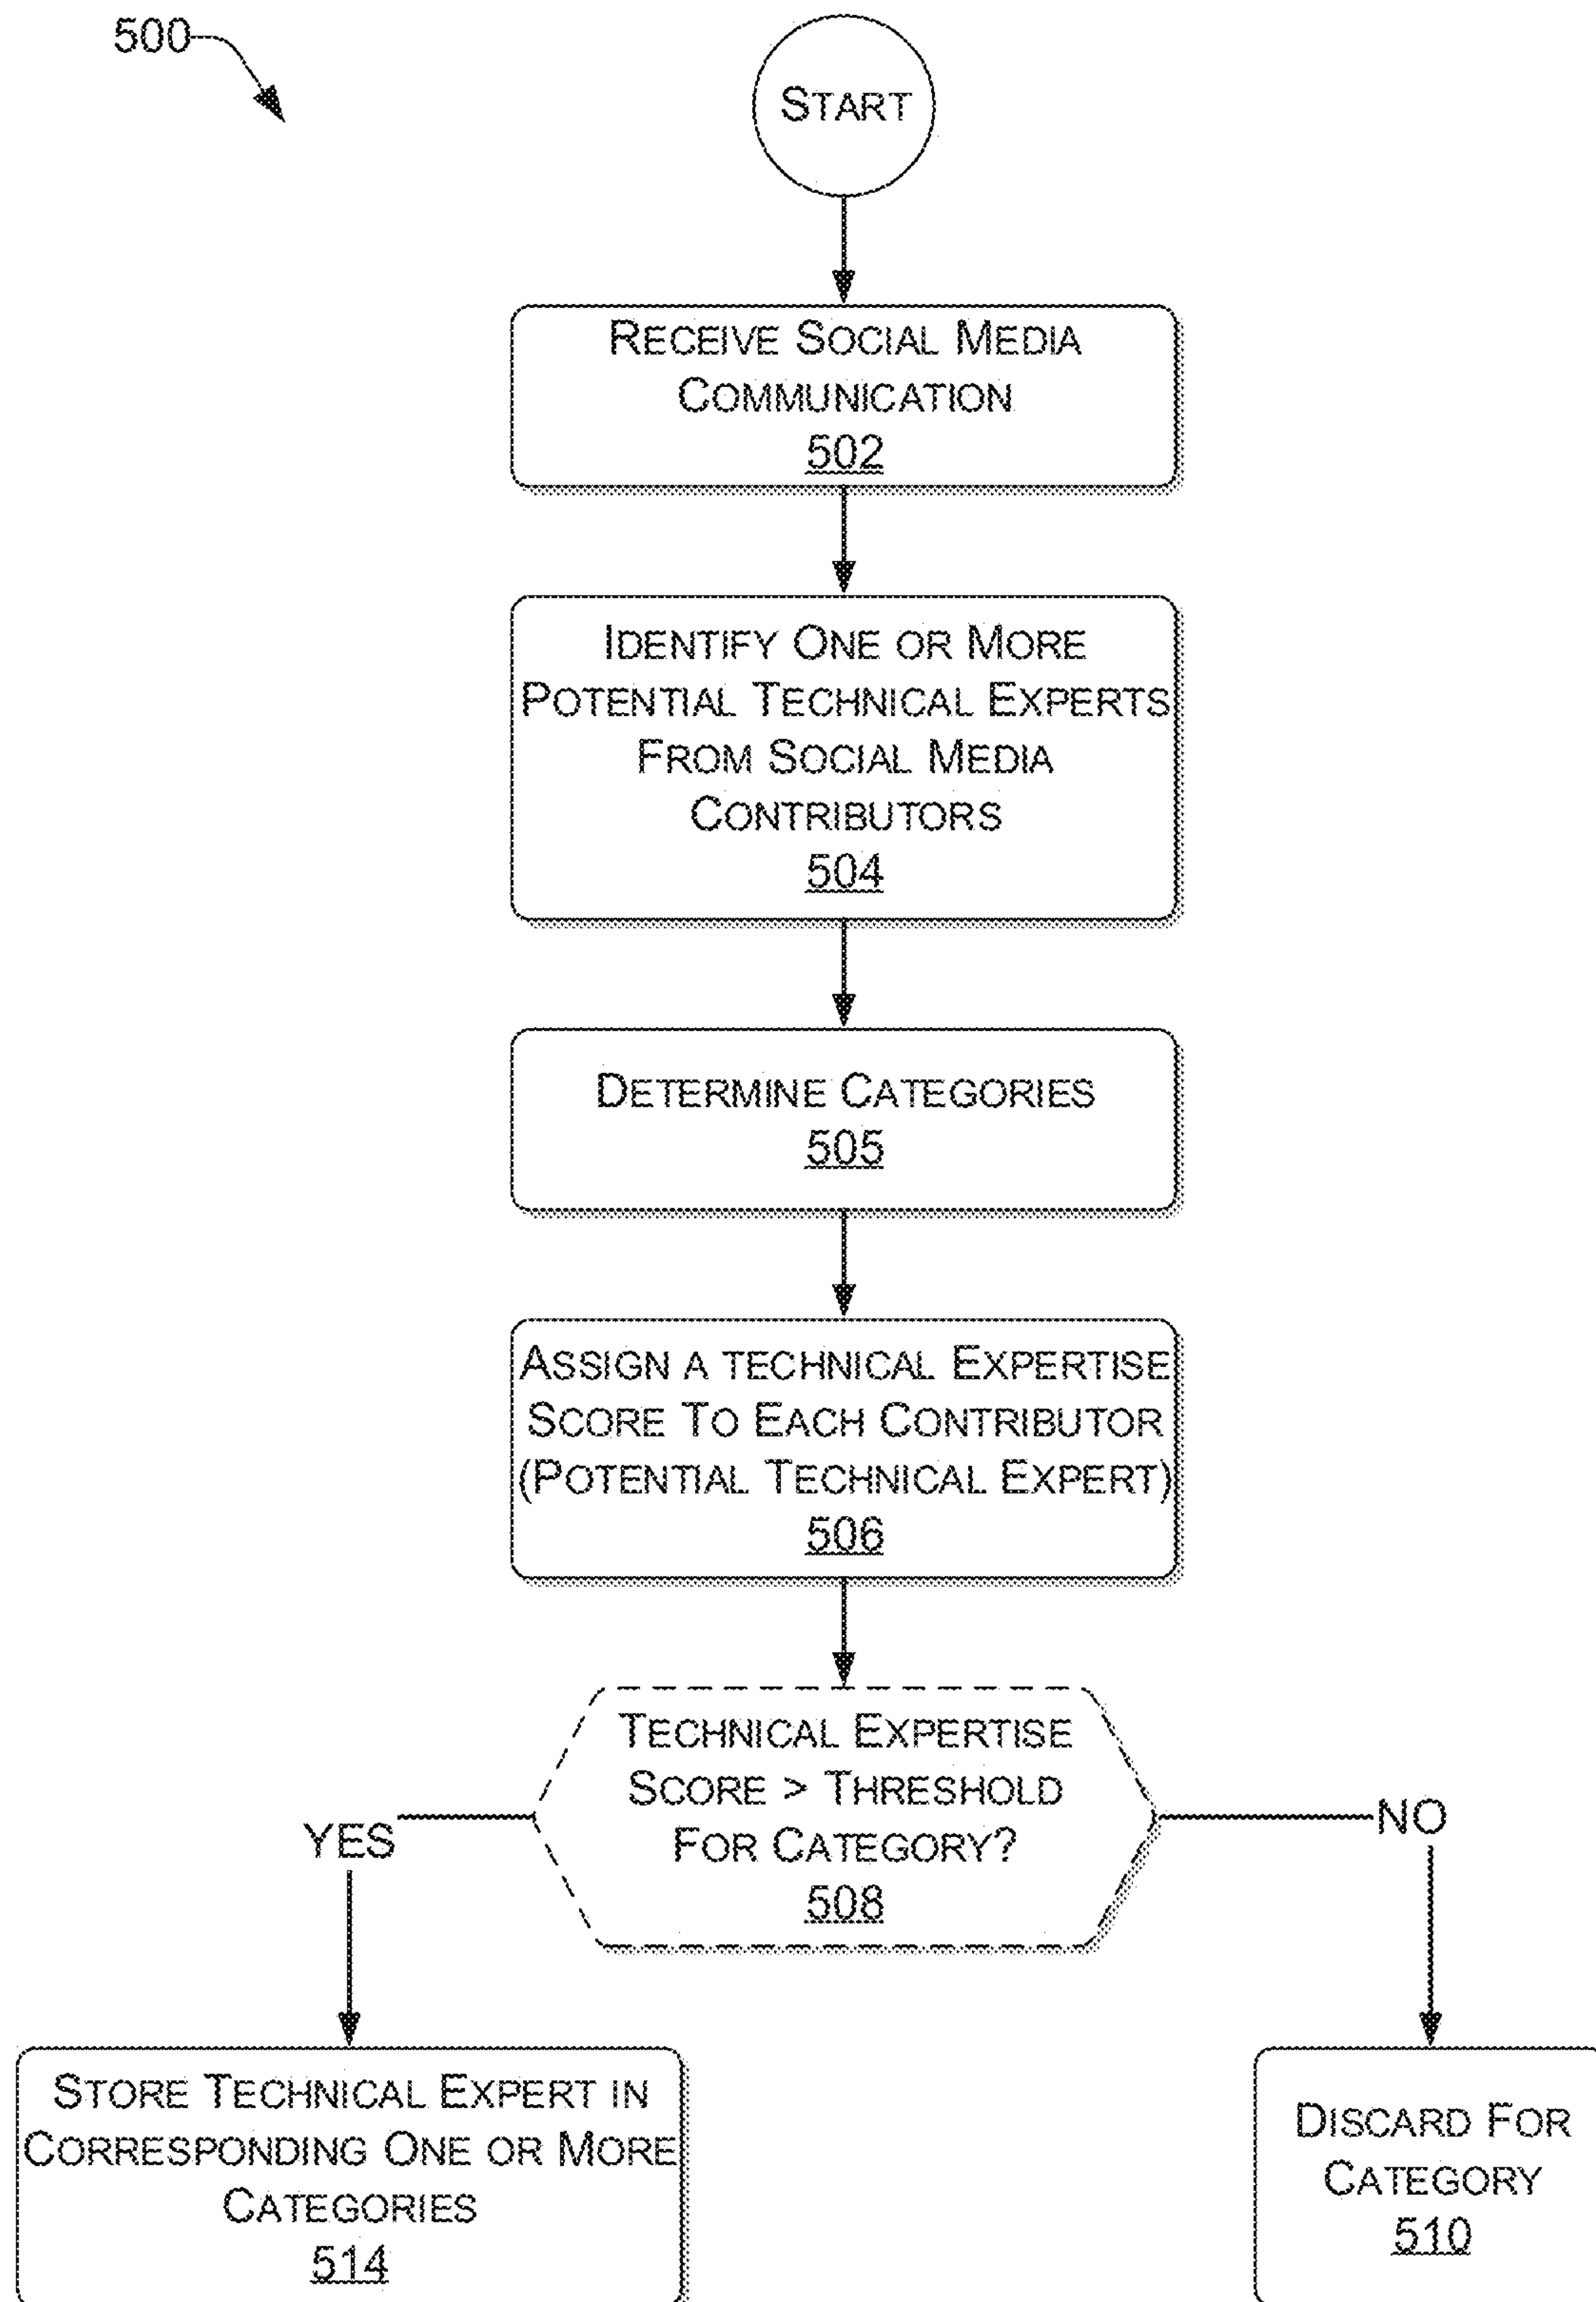 500
START
RECEIVE SOCIAL MEDIA
COMMUNICATION
502
IDENTIFY ONE OR MORE
POTENTIAL TECHNICAL EXPERTS
FROM SOCIAL MEDIA
CONTRIBUTORS
504
DETERMINE CATEGORIES
505
ASSIGN A TECHNICAL EXPERTISE
SCORE TO EACH CONTRIBUTOR
(POTENTIAL TECHNICAL EXPERT)
506
TECHNICAL EXPERTISE
SCORE > THRESHOLD
FOR CATEGORY?
508
YES
NO
STORE TECHNICAL EXPERT IN
CORRESPONDING ONE OR MORE
CATEGORIES
514
DISCARD FOR
CATEGORY
510